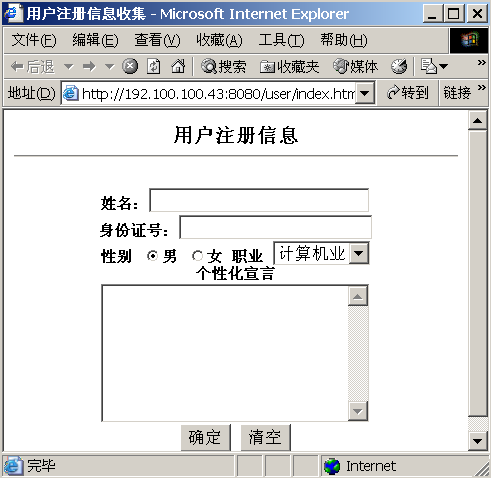 用户注册信息收集 - Microsoft Internet Explorer
文件(F) 编辑(E) 查看(V) 收藏(A) 工具(T) 帮助(H)
后退 搜索 收藏夹 媒体 »
地址(D) http://192.100.100.43:8080/user/index.htm 转到 链接 »
用户注册信息
姓名：
身份证号：
性别 男 女 职业 计算机业
个性化宣言
确定 清空
完毕 Internet